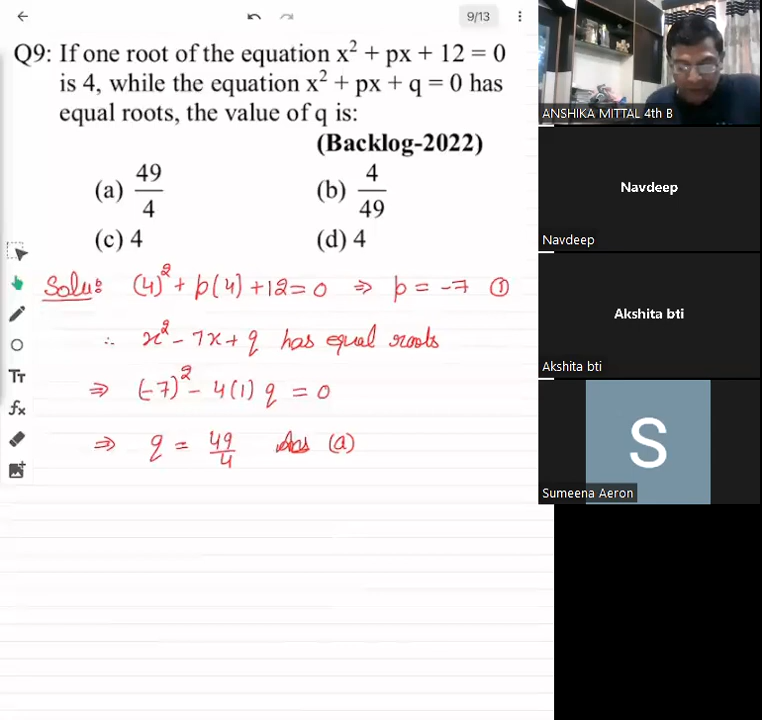 9/13
Q9: If one root of the equation x² + px + 12 = 0
is 4, while the equation x² + px + q = 0 has
equal roots, the value of q is:
(Backlog-2022)
(a) 49/4 (b) 4/49
(c) 4 (d) 4
Solu: (4)² + p(4) + 12 = 0 ⇒ p = -7 ①
∴ x² - 7x + q has equal roots
⇒ (-7)² - 4(1) q = 0
⇒ q = 49/4 Ans (a)
Tт
fx
ANSHIKA MITTAL 4th B
Navdeep
Navdeep
Akshita bti
Akshita bti
S
Sumeena Aeron